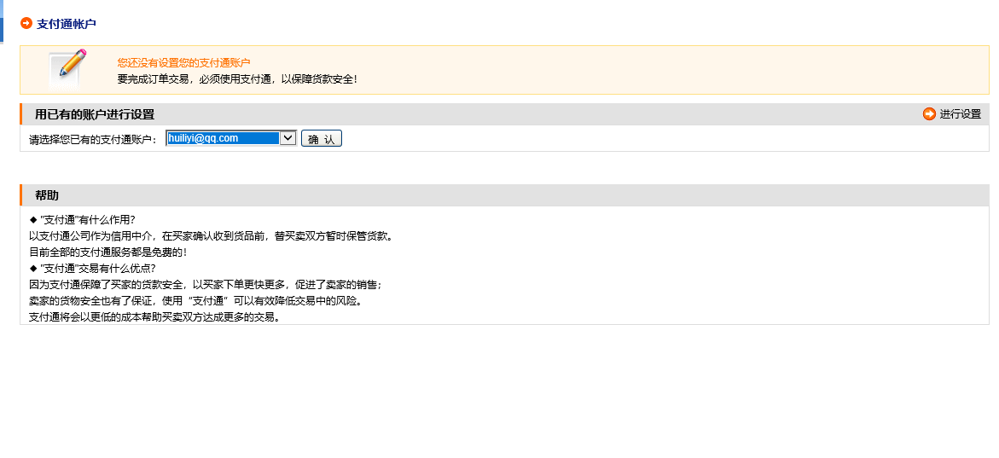 支付通帐户
您还没有设置您的支付通账户
要完成订单交易，必须使用支付通，以保障货款安全！
用已有的账户进行设置
进行设置
请选择您已有的支付通账户： huiliyi@qq.com 确 认
帮助
◆ "支付通"有什么作用?
以支付通公司作为信用中介，在买家确认收到货品前，替买卖双方暂时保管货款。
目前全部的支付通服务都是免费的！
◆ "支付通"交易有什么优点?
因为支付通保障了买家的货款安全，以买家下单更快更多，促进了卖家的销售；
卖家的货物安全也有了保证，使用“支付通”可以有效降低交易中的风险。
支付通将会以更低的成本帮助买卖双方达成更多的交易。